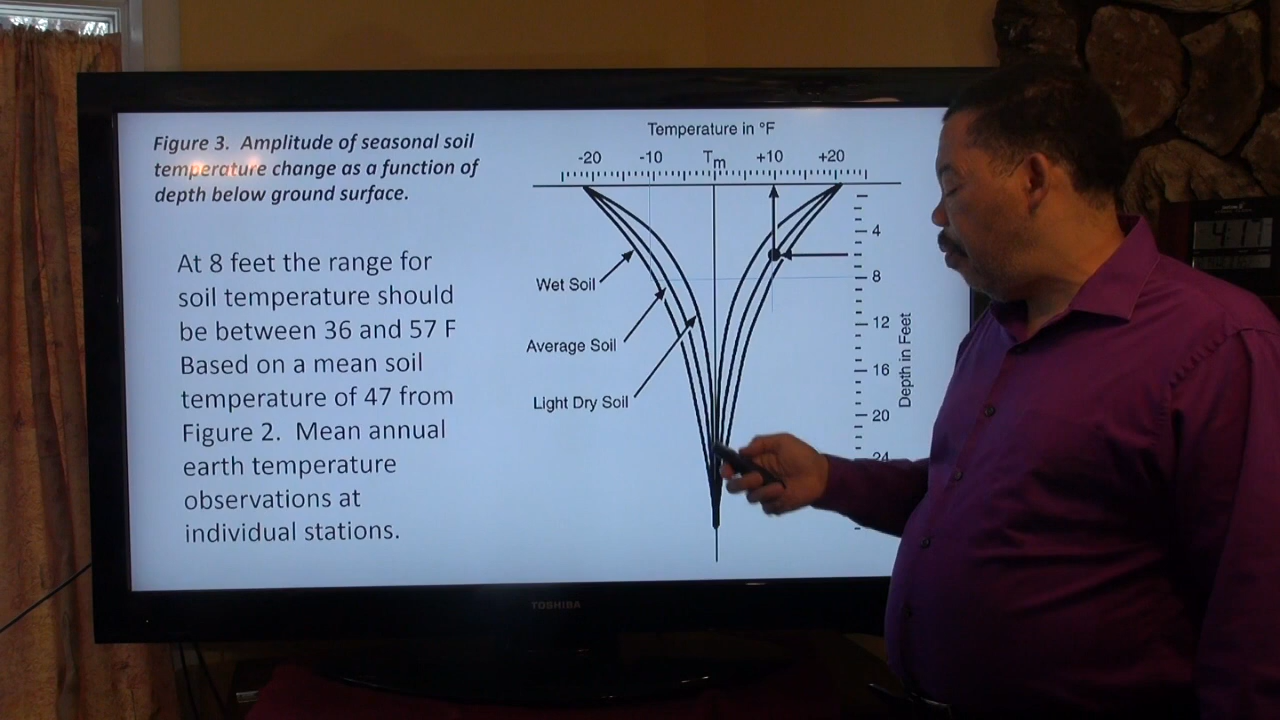 Figure 3.  Amplitude of seasonal soil
temperature change as a function of
depth below ground surface.
At 8 feet the range for
soil temperature should
be between 36 and 57 F
Based on a mean soil
temperature of 47 from
Figure 2.  Mean annual
earth temperature
observations at
individual stations.
Temperature in °F
-20 -10 Tm +10 +20
Wet Soil
Average Soil
Light Dry Soil
4
8
12
16
20
24
Depth in Feet
TOSHIBA
4:17